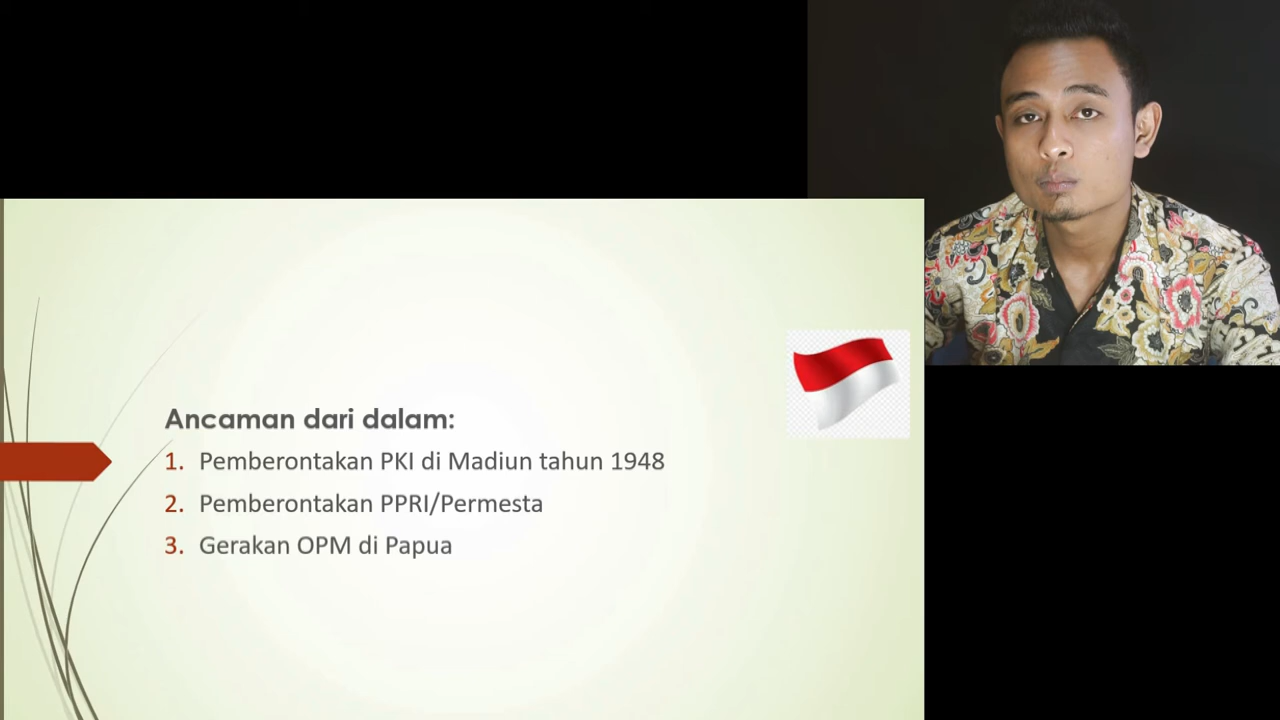 Ancaman dari dalam:
1. Pemberontakan PKI di Madiun tahun 1948
2. Pemberontakan PPRI/Permesta
3. Gerakan OPM di Papua